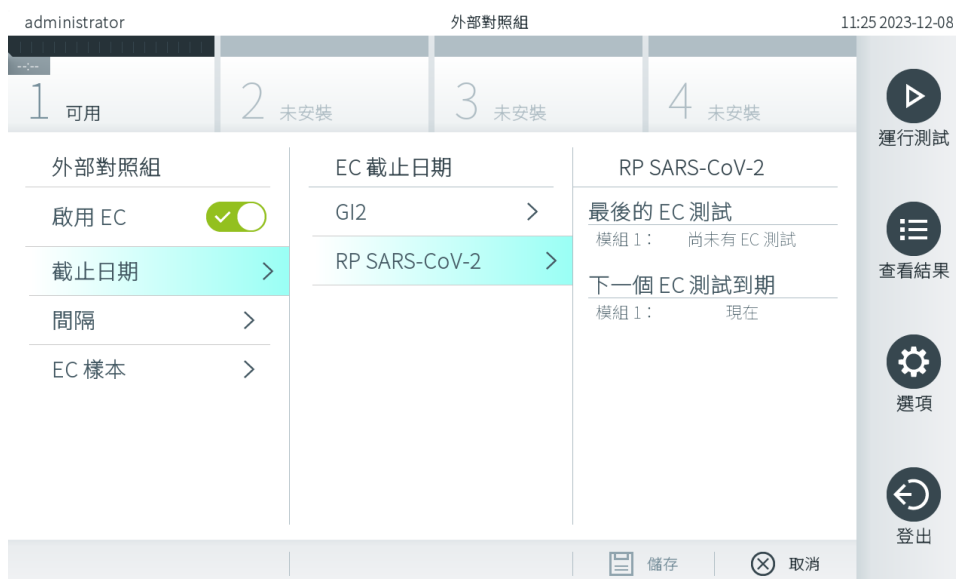 administrator
外部對照組
11:25 2023-12-08
--:--
1 可用
2 未安裝
3 未安裝
4 未安裝
運行測試
外部對照組
啟用 EC
截止日期
間隔
EC 樣本
EC 截止日期
GI2
RP SARS-CoV-2
RP SARS-CoV-2
最後的 EC 測試
模組 1： 尚未有 EC 測試
下一個 EC 測試到期
模組 1： 現在
查看結果
選項
登出
儲存
取消